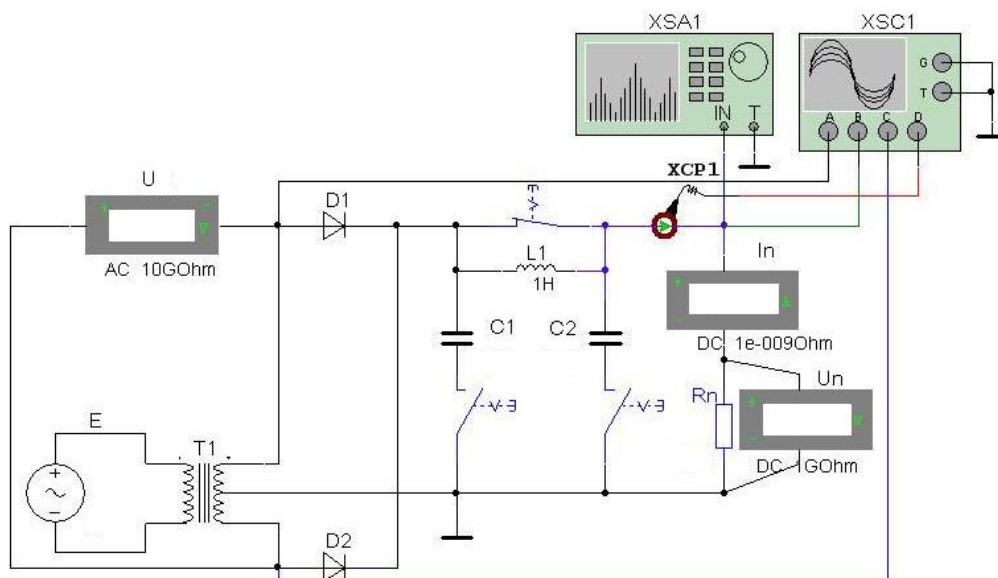 XSA1
XSC1
G
T
A B C D
IN T
XCP1
U
+ -
V
AC 10GOhm
D1
L1
1H
In
+
A
-
DC 1e-009Ohm
C1
C2
Un
Rn
+
V
-
DC 1GOhm
E
T1
+
-
D2